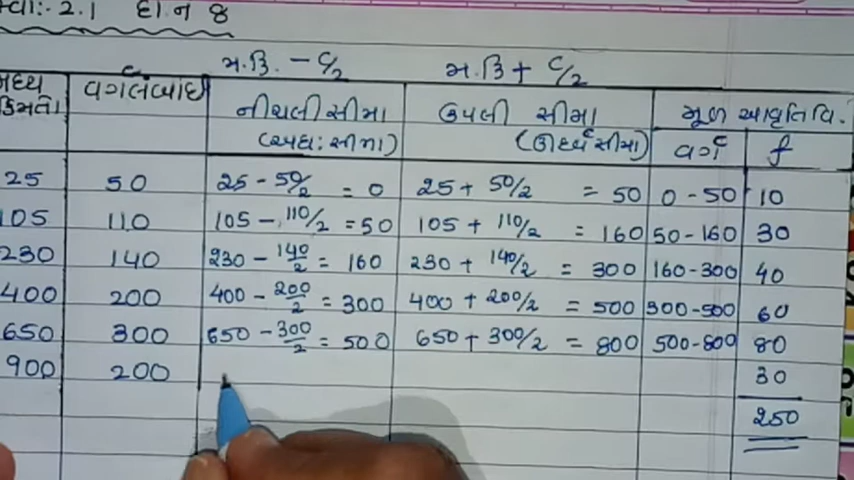 2.1 દા.ન 8
મ.કિં. - c/2 મ.કિં + c/2
મધ્ય કિંમતો વર્ગલંબાઈ નીચલી સીમા ઉપલી સીમા મૂળ આવૃતિ વિ.
(અધ: સીમા) (ઊર્ધ્વ સીમા) વર્ગ f
25 50 25 - 50/2 = 0 25 + 50/2 = 50 0 - 50 10
105 110 105 - 110/2 = 50 105 + 110/2 = 160 50 - 160 30
230 140 230 - 140/2 = 160 230 + 140/2 = 300 160-300 40
400 200 400 - 200/2 = 300 400 + 200/2 = 500 300-500 60
650 300 650 - 300/2 = 500 650 + 300/2 = 800 500-800 80
900 200 30
250